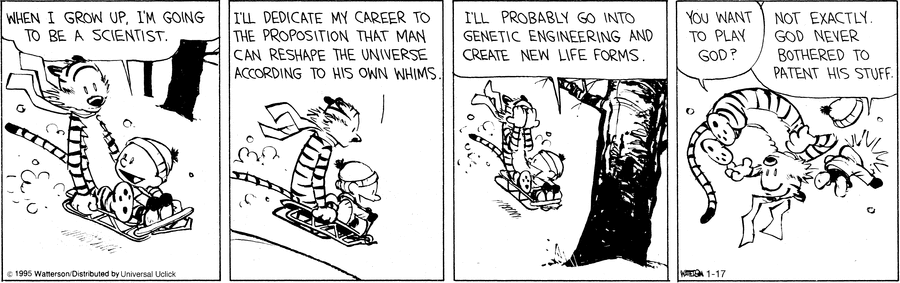 WHEN I GROW UP, I'M GOING
TO BE A SCIENTIST.
I'LL DEDICATE MY CAREER TO
THE PROPOSITION THAT MAN
CAN RESHAPE THE UNIVERSE
ACCORDING TO HIS OWN WHIMS.
I'LL PROBABLY GO INTO
GENETIC ENGINEERING AND
CREATE NEW LIFE FORMS.
YOU WANT
TO PLAY
GOD?
NOT EXACTLY.
GOD NEVER
BOTHERED TO
PATENT HIS STUFF.
© 1995 Watterson/Distributed by Universal Uclick
WATTERSON 1-17